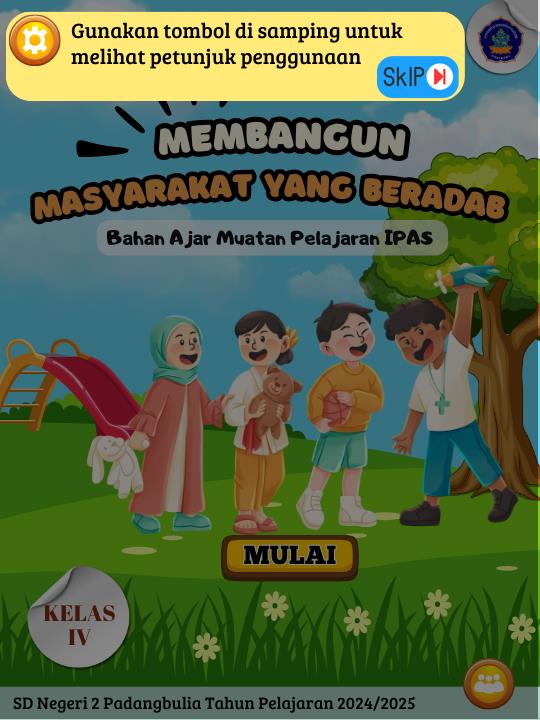 Gunakan tombol di samping untuk
melihat petunjuk penggunaan
SkIP
MEMBANGUN
MASYARAKAT YANG BERADAB
Bahan Ajar Muatan Pelajaran IPAS
MULAI
KELAS
IV
SD Negeri 2 Padangbulia Tahun Pelajaran 2024/2025